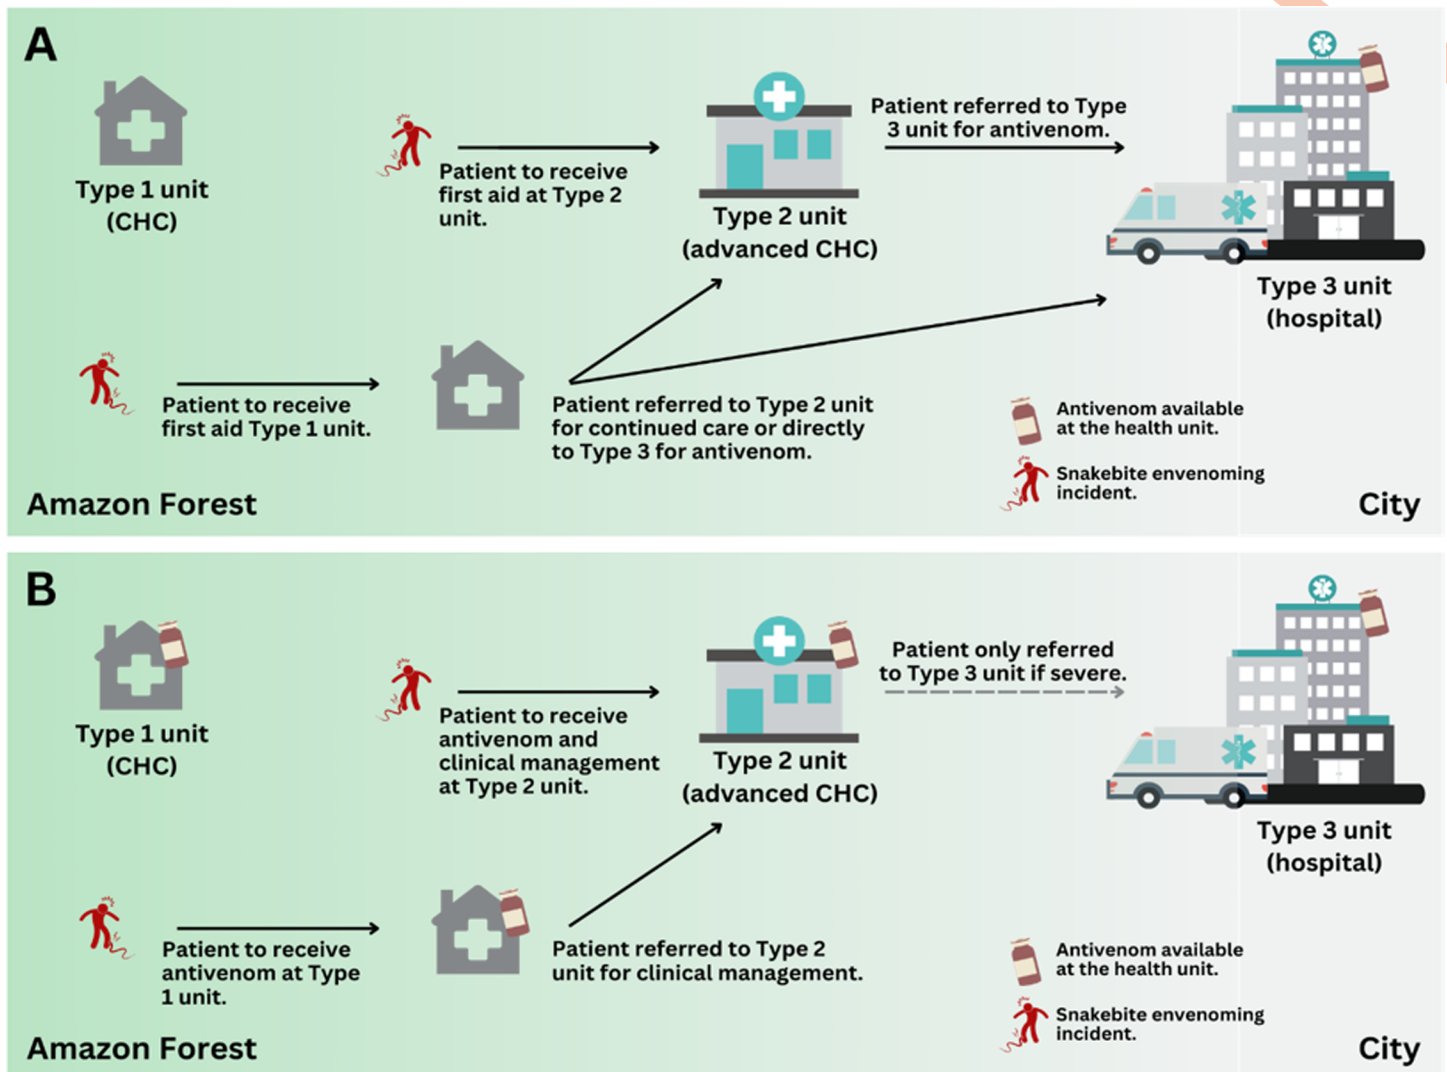 A
Type 1 unit
(CHC)
Patient to receive
first aid at Type 2
unit.
Type 2 unit
(advanced CHC)
Patient referred to Type
3 unit for antivenom.
Type 3 unit
(hospital)
Patient to receive
first aid Type 1 unit.
Patient referred to Type 2 unit
for continued care or directly
to Type 3 for antivenom.
Antivenom available
at the health unit.
Snakebite envenoming
incident.
Amazon Forest
City
B
Type 1 unit
(CHC)
Patient to receive
antivenom and
clinical management
at Type 2 unit.
Type 2 unit
(advanced CHC)
Patient only referred
to Type 3 unit if severe.
Type 3 unit
(hospital)
Patient to receive
antivenom at Type
1 unit.
Patient referred to Type 2
unit for clinical management.
Antivenom available
at the health unit.
Snakebite envenoming
incident.
Amazon Forest
City